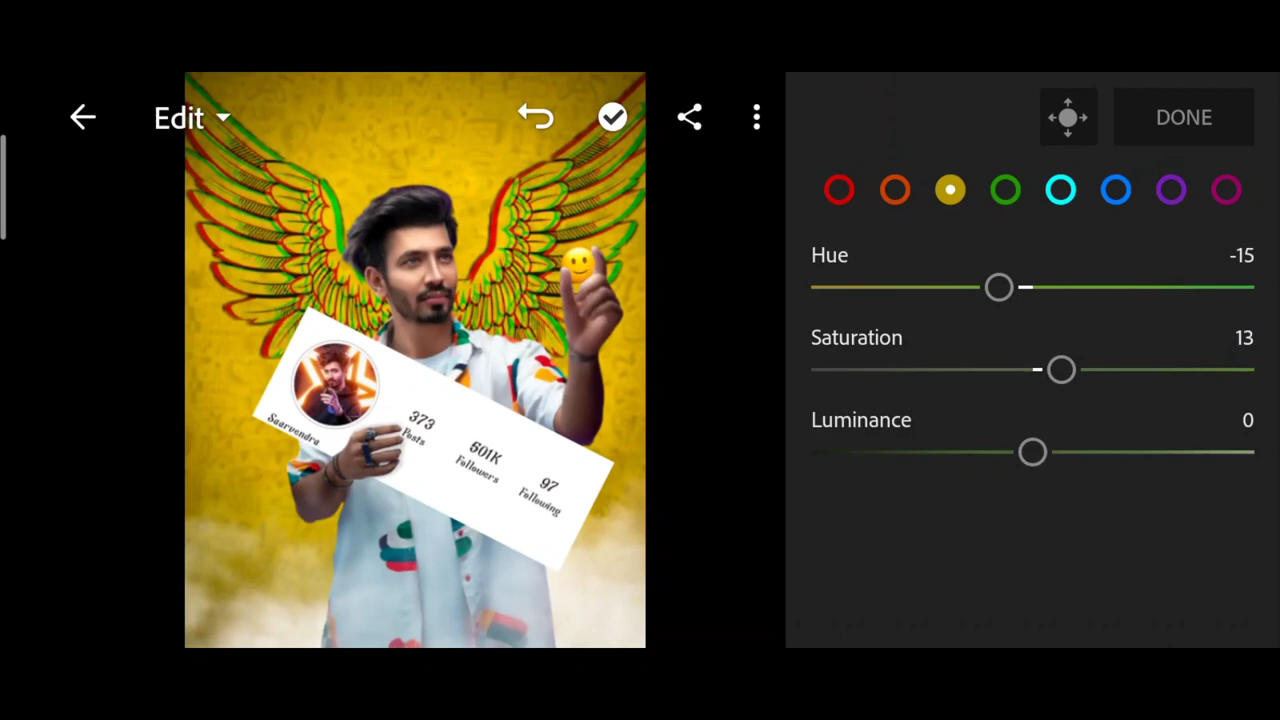 Edit
DONE
Hue
-15
Saturation
13
Luminance
0
Saarvendra
373
Posts
501K
Followers
97
Following